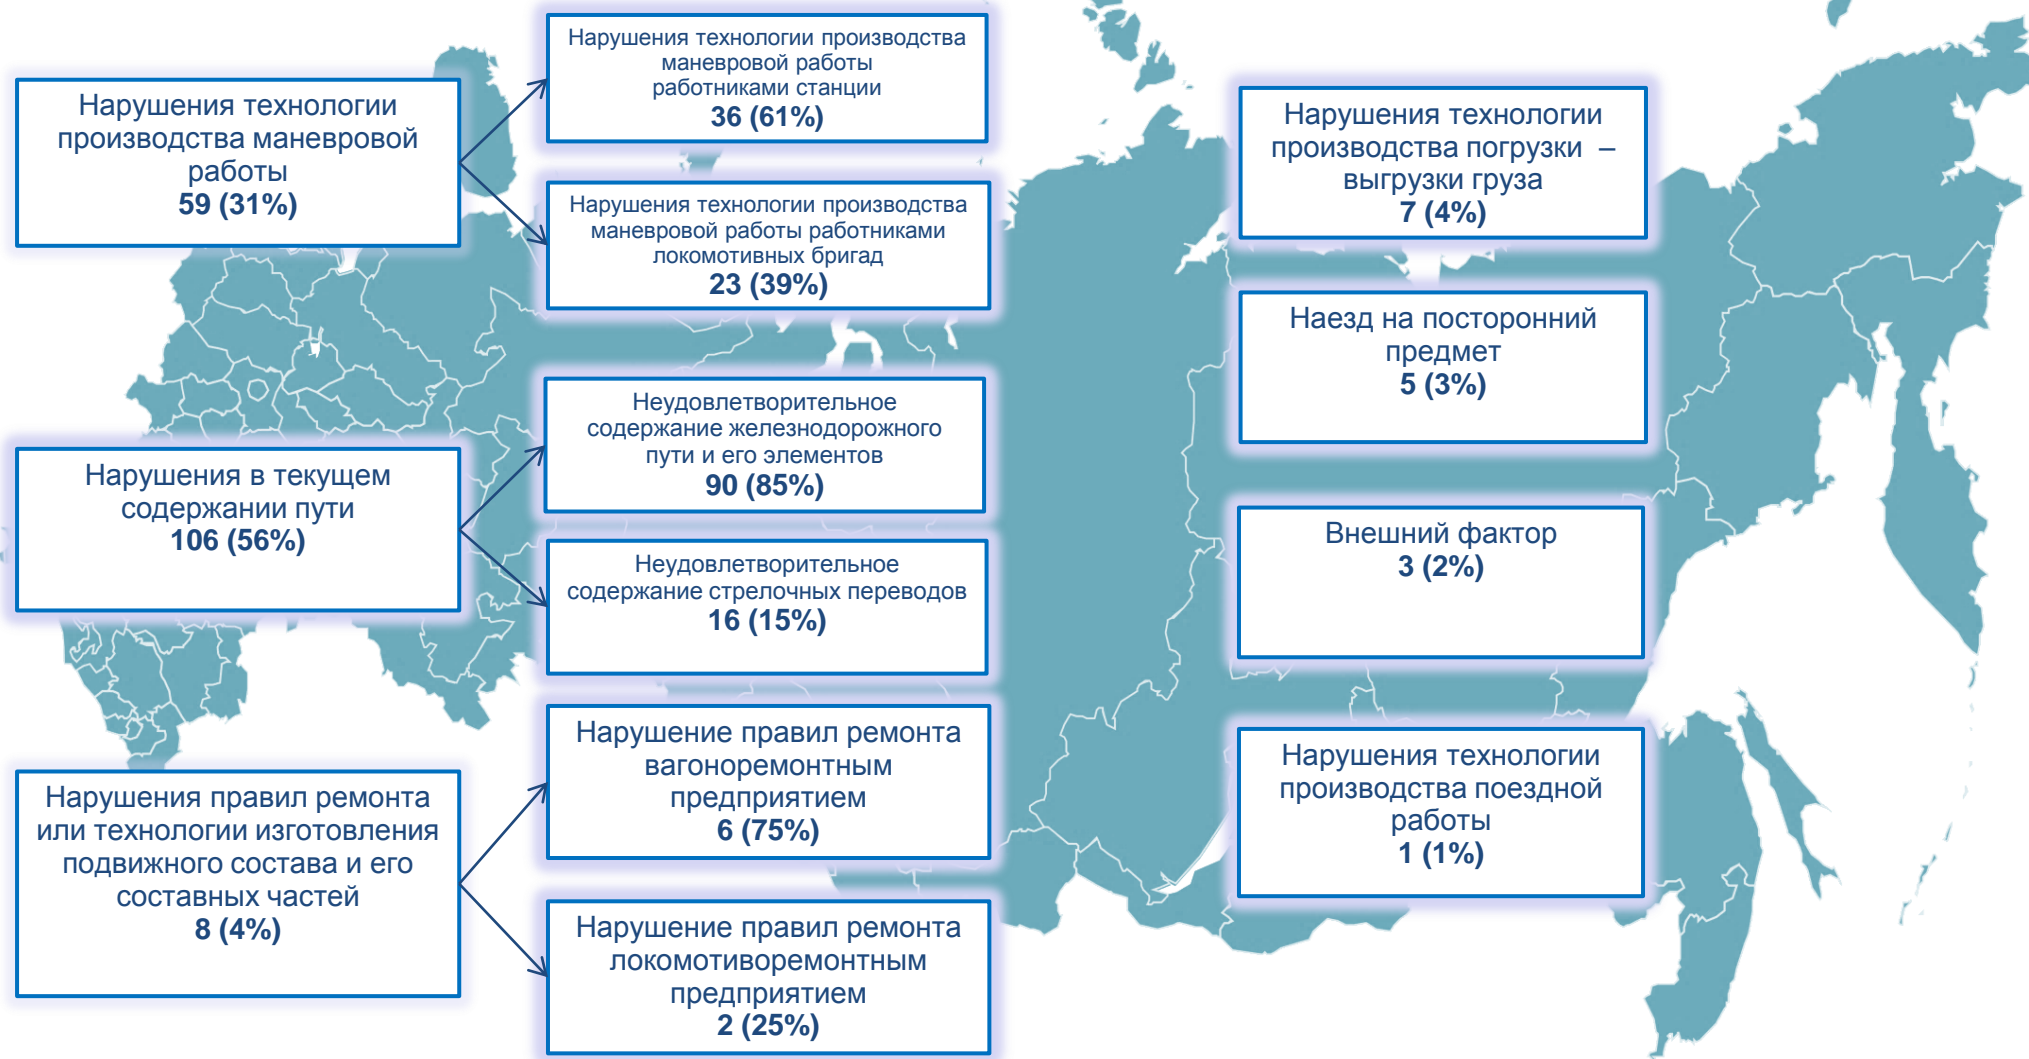 Нарушения технологии
производства маневровой
работы
59 (31%)
Нарушения технологии производства
маневровой работы
работниками станции
36 (61%)
Нарушения технологии производства
маневровой работы работниками
локомотивных бригад
23 (39%)
Нарушения в текущем
содержании пути
106 (56%)
Неудовлетворительное
содержание железнодорожного
пути и его элементов
90 (85%)
Неудовлетворительное
содержание стрелочных переводов
16 (15%)
Нарушения правил ремонта
или технологии изготовления
подвижного состава и его
составных частей
8 (4%)
Нарушение правил ремонта
вагоноремонтным
предприятием
6 (75%)
Нарушение правил ремонта
локомотиворемонтным
предприятием
2 (25%)
Нарушения технологии
производства погрузки –
выгрузки груза
7 (4%)
Наезд на посторонний
предмет
5 (3%)
Внешний фактор
3 (2%)
Нарушения технологии
производства поездной
работы
1 (1%)